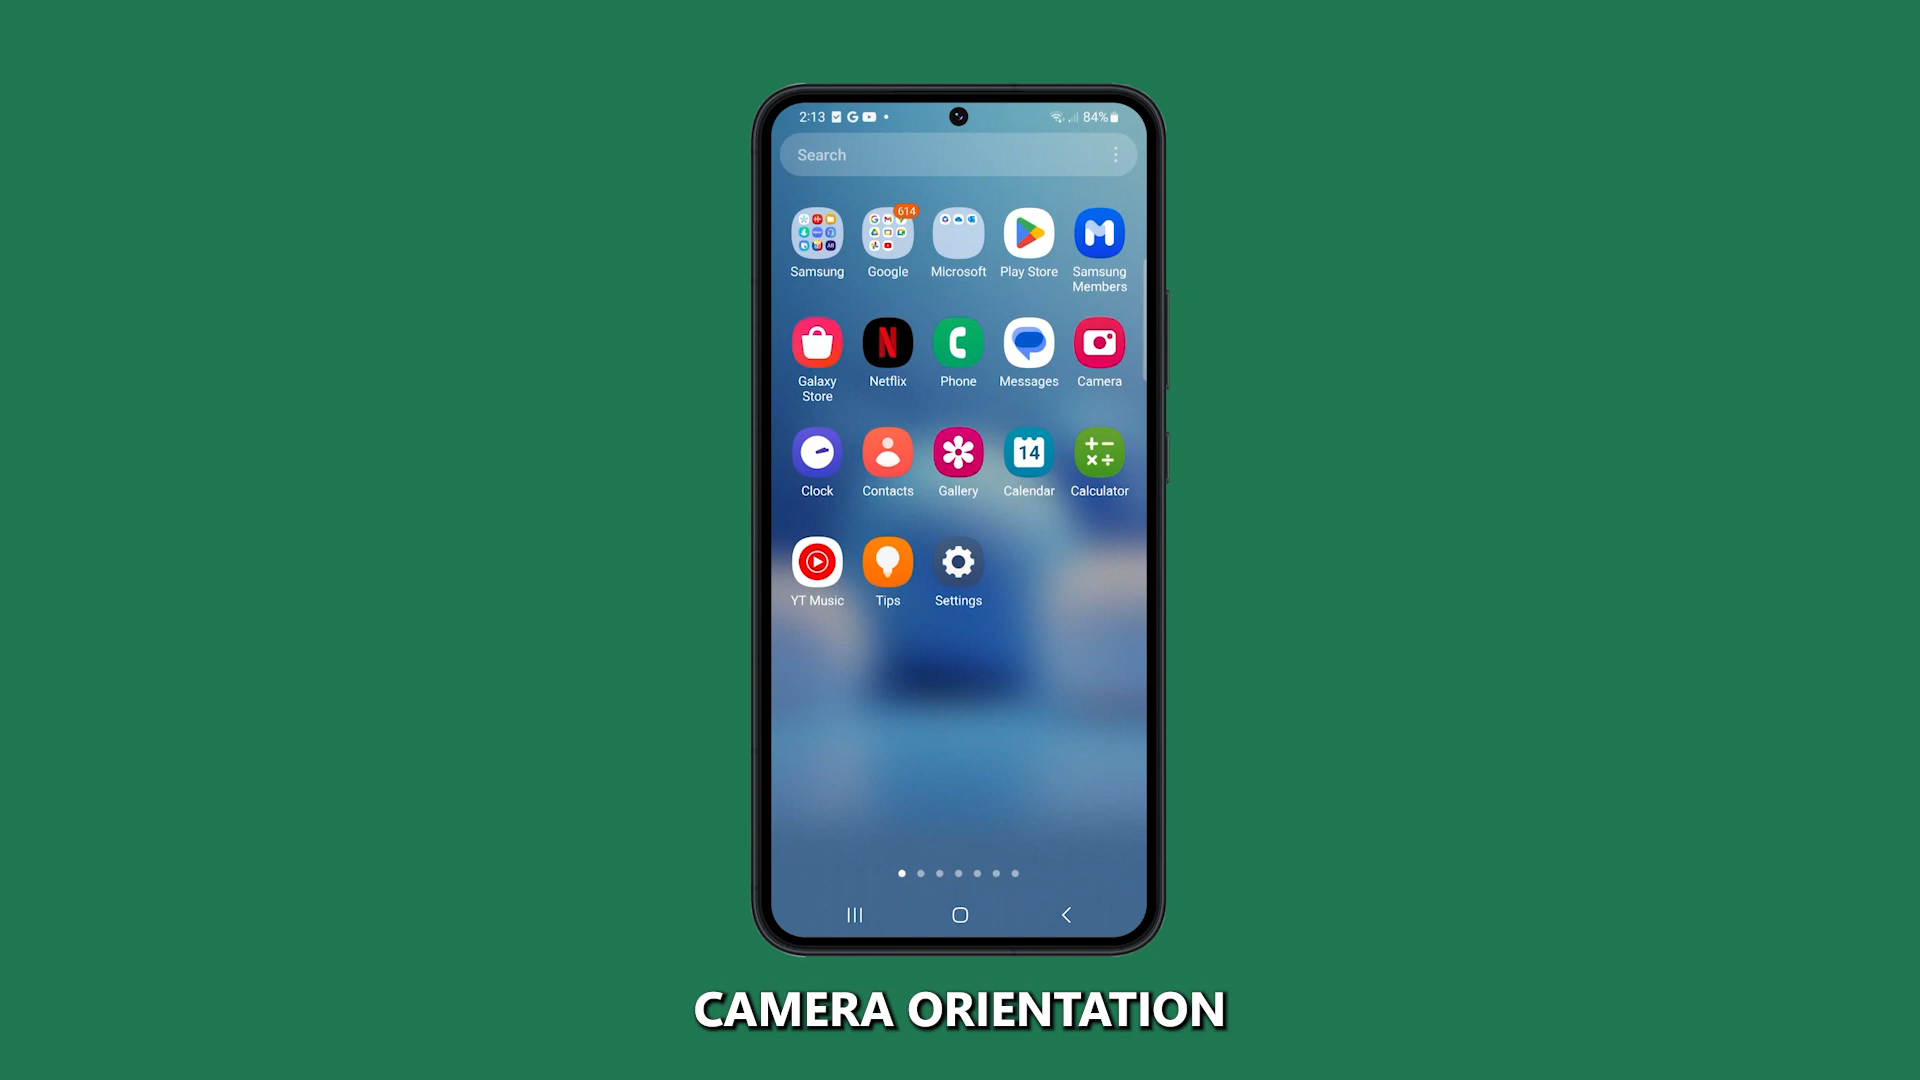 2:13
84%
Search
614
Samsung
Google
Microsoft
Play Store
Samsung
Members
Galaxy
Store
Netflix
Phone
Messages
Camera
14
Clock
Contacts
Gallery
Calendar
Calculator
YT Music
Tips
Settings
CAMERA ORIENTATION